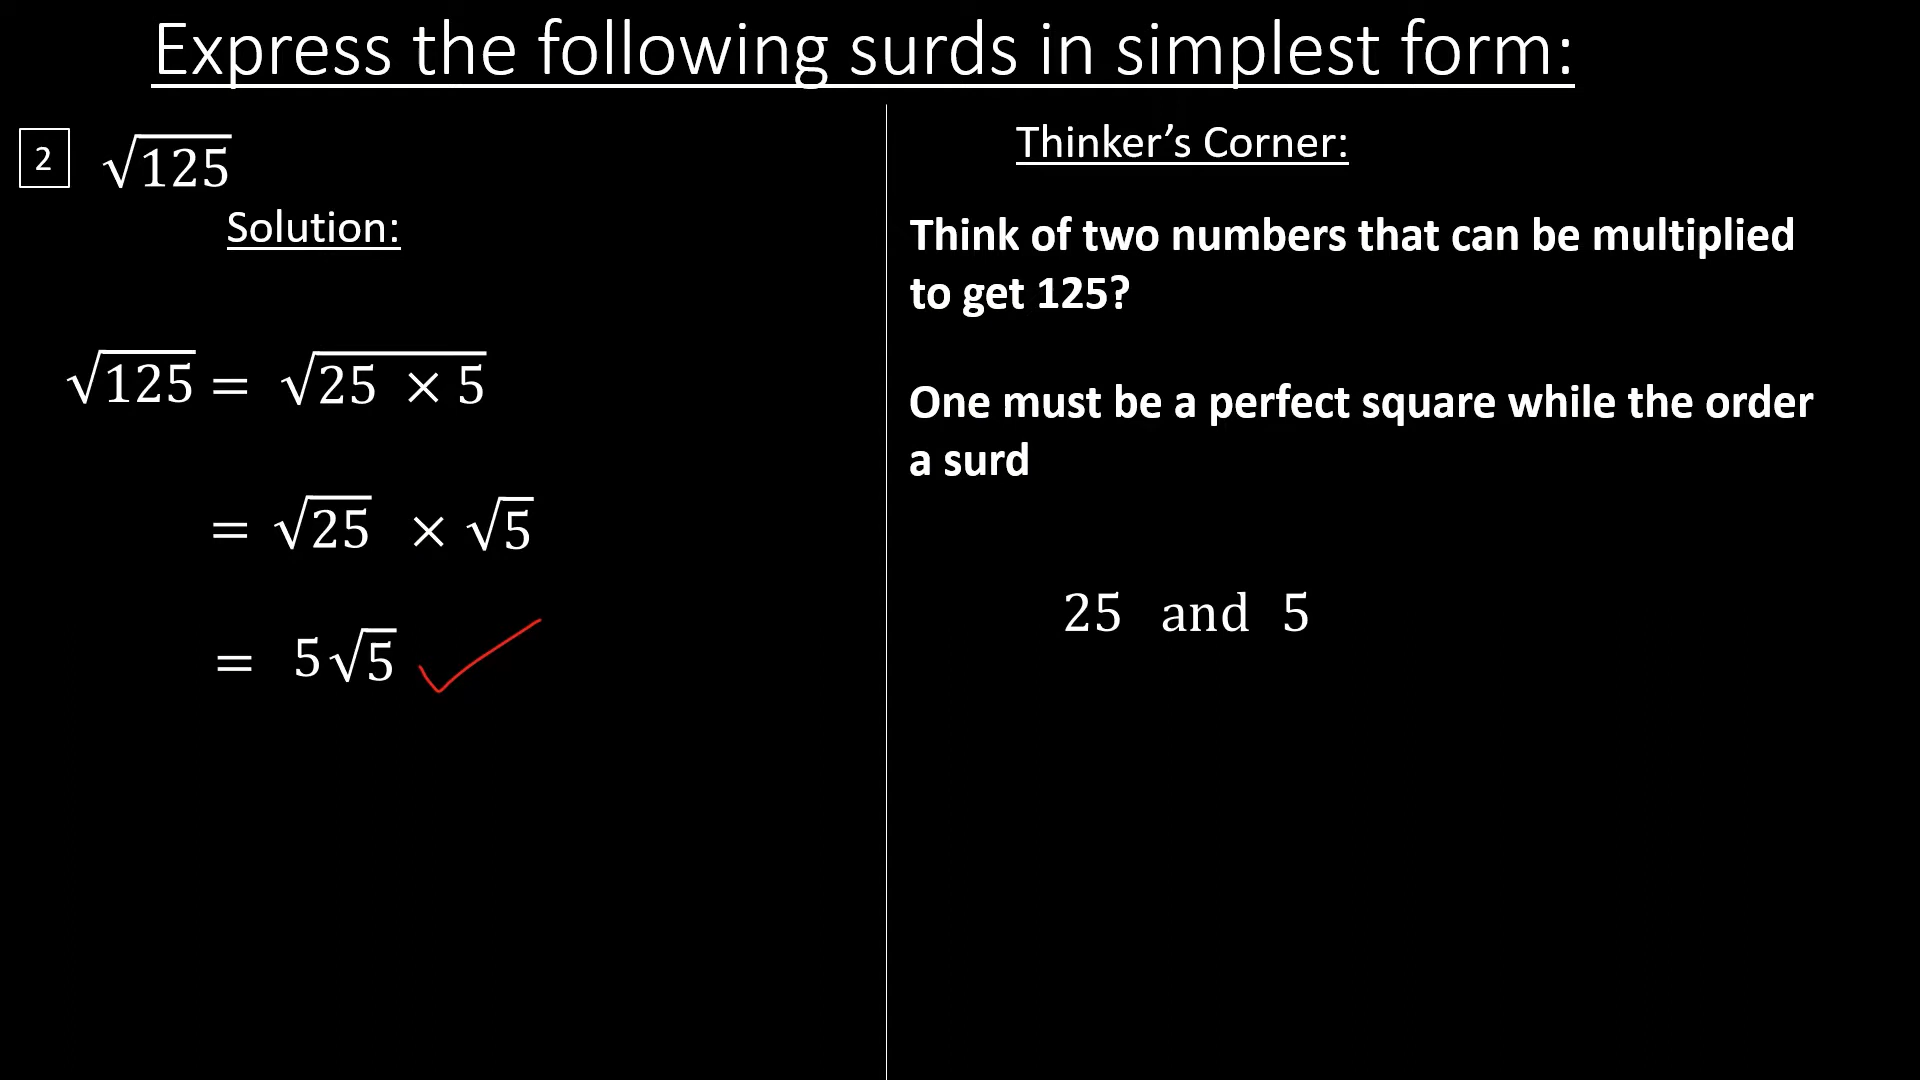 Express the following surds in simplest form:
2 √125
Solution:
√125 = √25 × 5
= √25 × √5
= 5√5
Thinker’s Corner:
Think of two numbers that can be multiplied
to get 125?
One must be a perfect square while the order
a surd
25 and 5